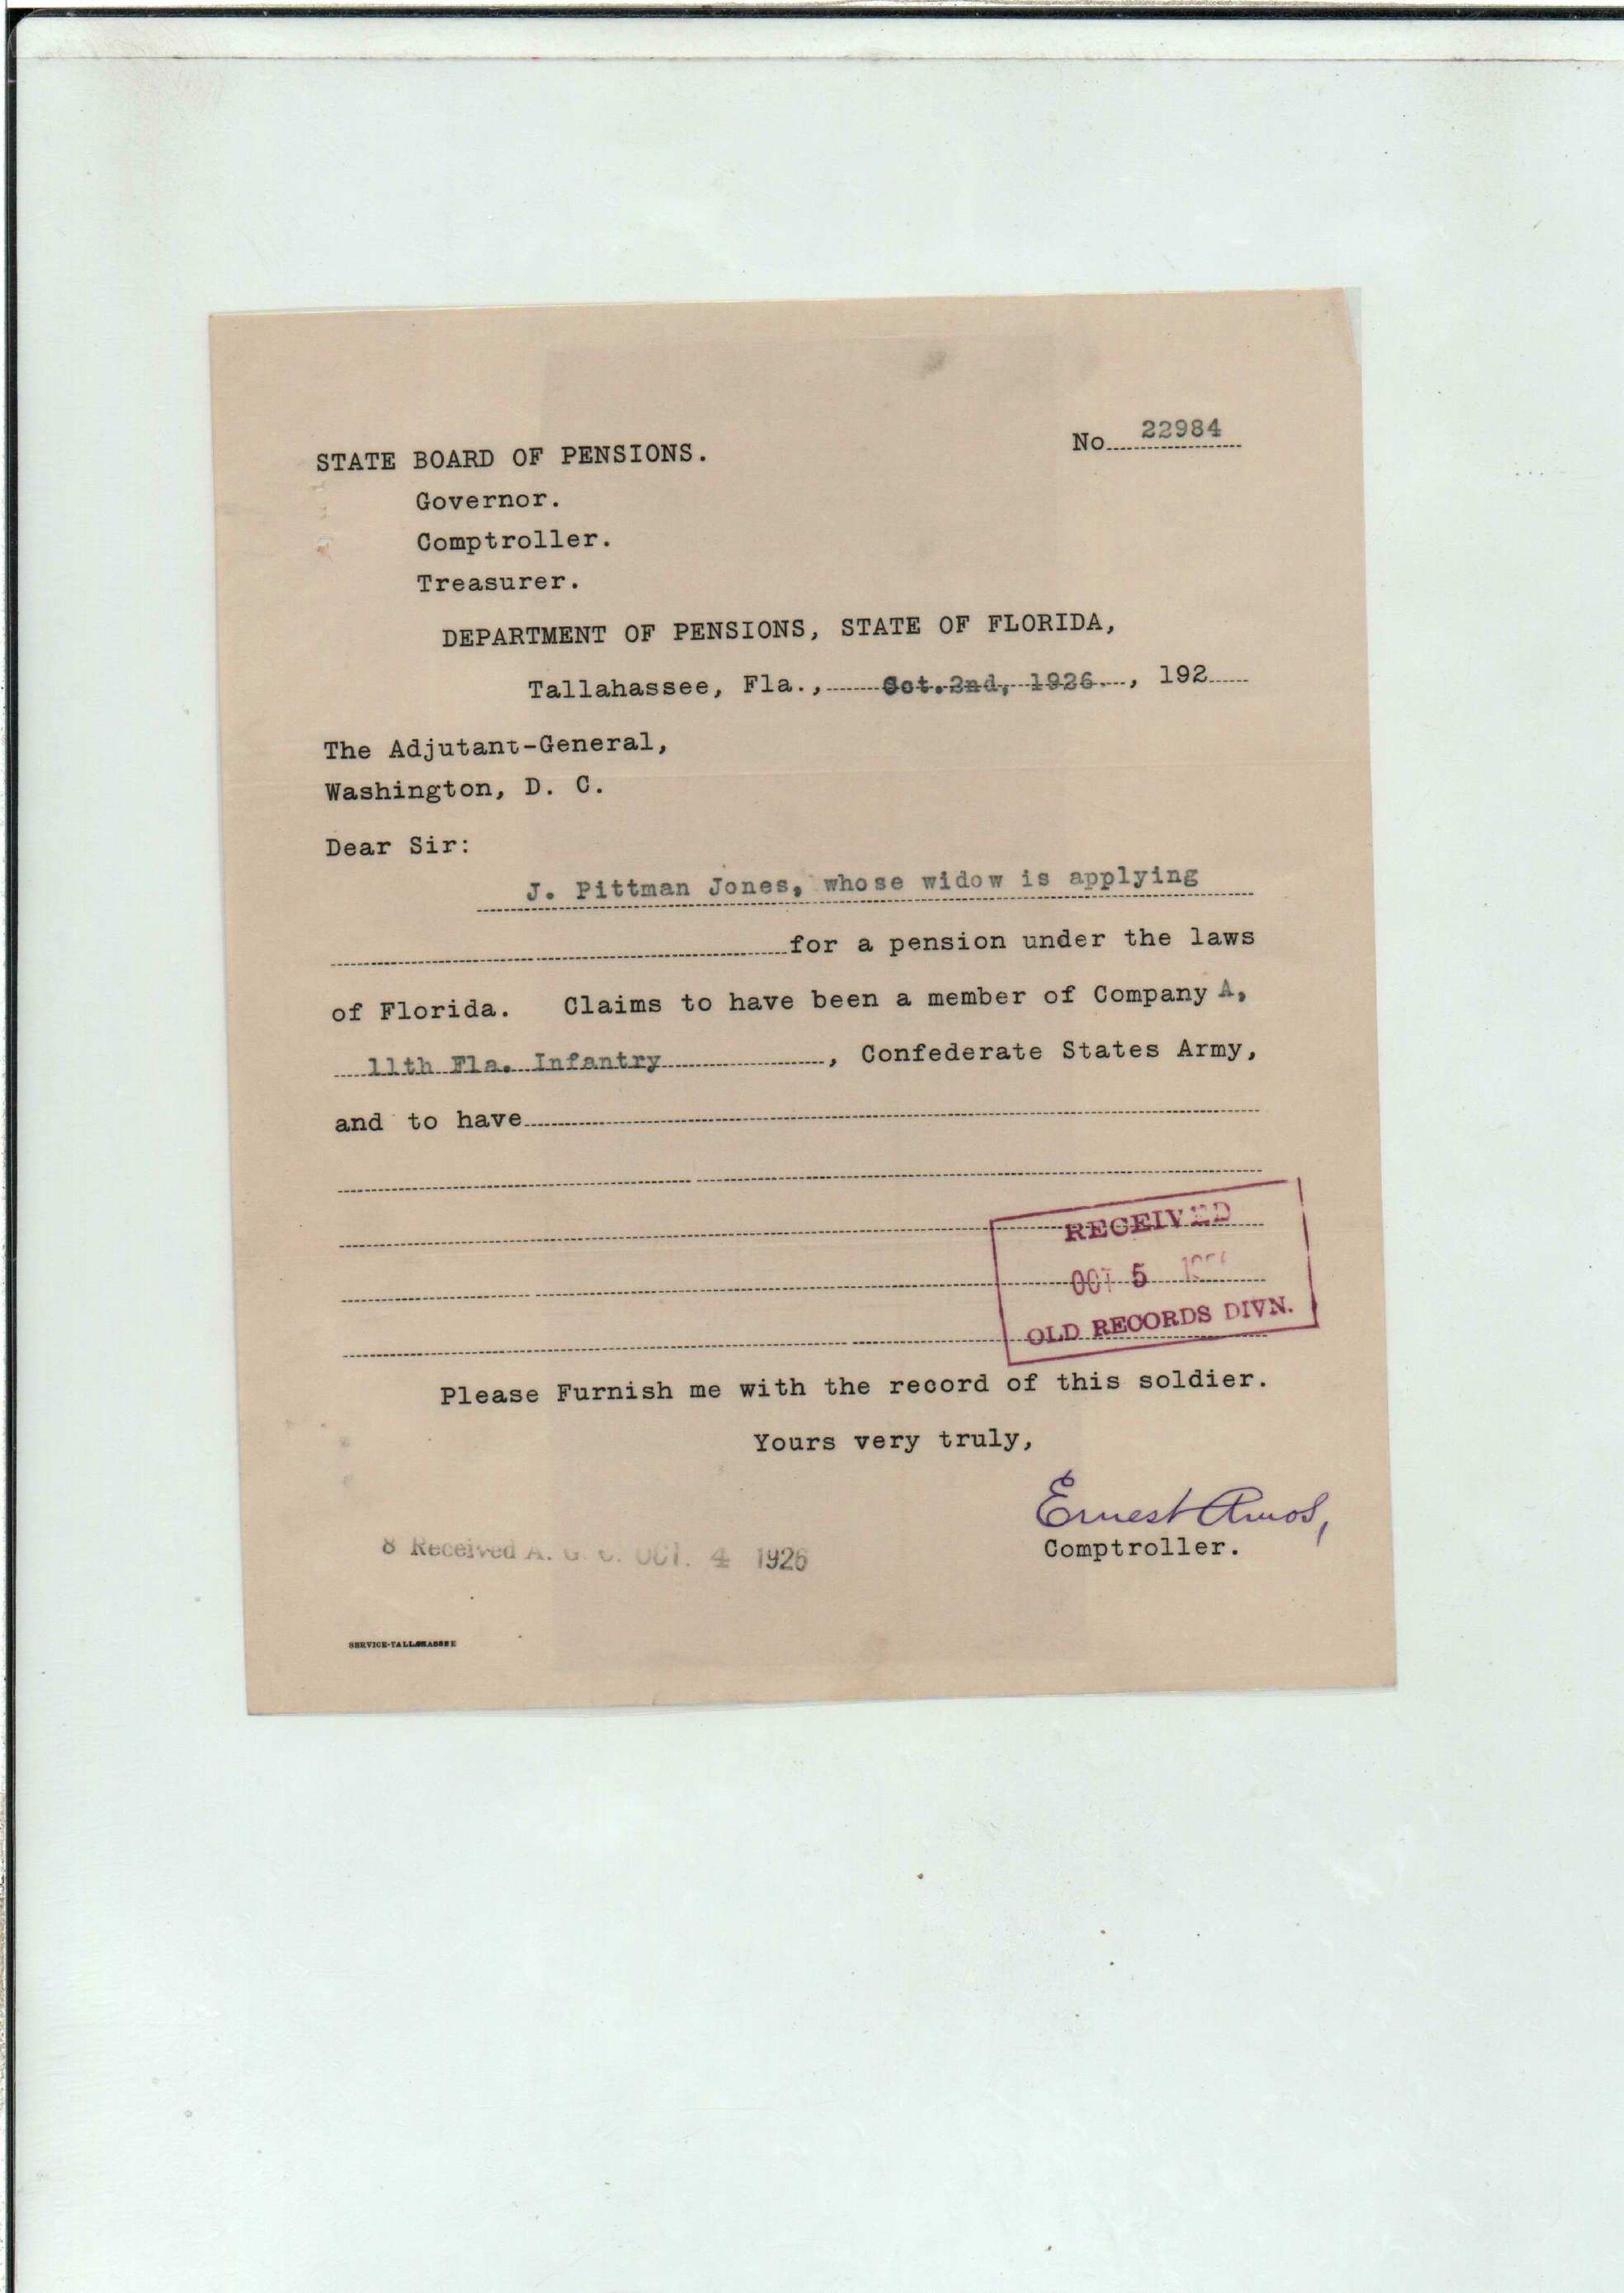 No. 22984
STATE BOARD OF PENSIONS.
Governor.
Comptroller.
Treasurer.
DEPARTMENT OF PENSIONS, STATE OF FLORIDA,
Tallahassee, Fla., Oct. 2nd, 1926. , 192
The Adjutant-General,
Washington, D. C.
Dear Sir:
J. Pittman Jones, whose widow is applying
for a pension under the laws
of Florida. Claims to have been a member of Company A,
11th Fla. Infantry , Confederate States Army,
and to have
RECEIVED
OCT 5
OLD RECORDS DIVN.
Please Furnish me with the record of this soldier.
Yours very truly,
Ernest Amos,
Comptroller.
8 Received A. G. O. OCT. 4 1926
SERVICE-TALLAHASSEE